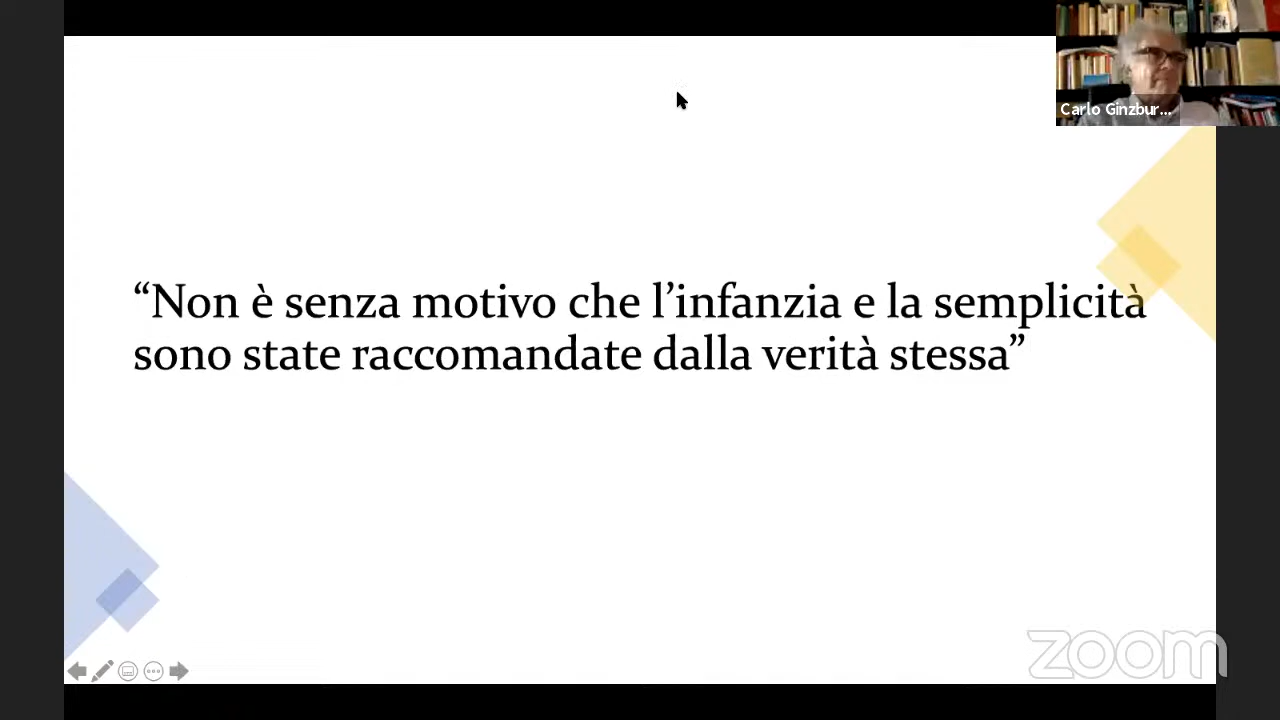 Carlo Ginzbur...
“Non è senza motivo che l’infanzia e la semplicità
sono state raccomandate dalla verità stessa”
zoom